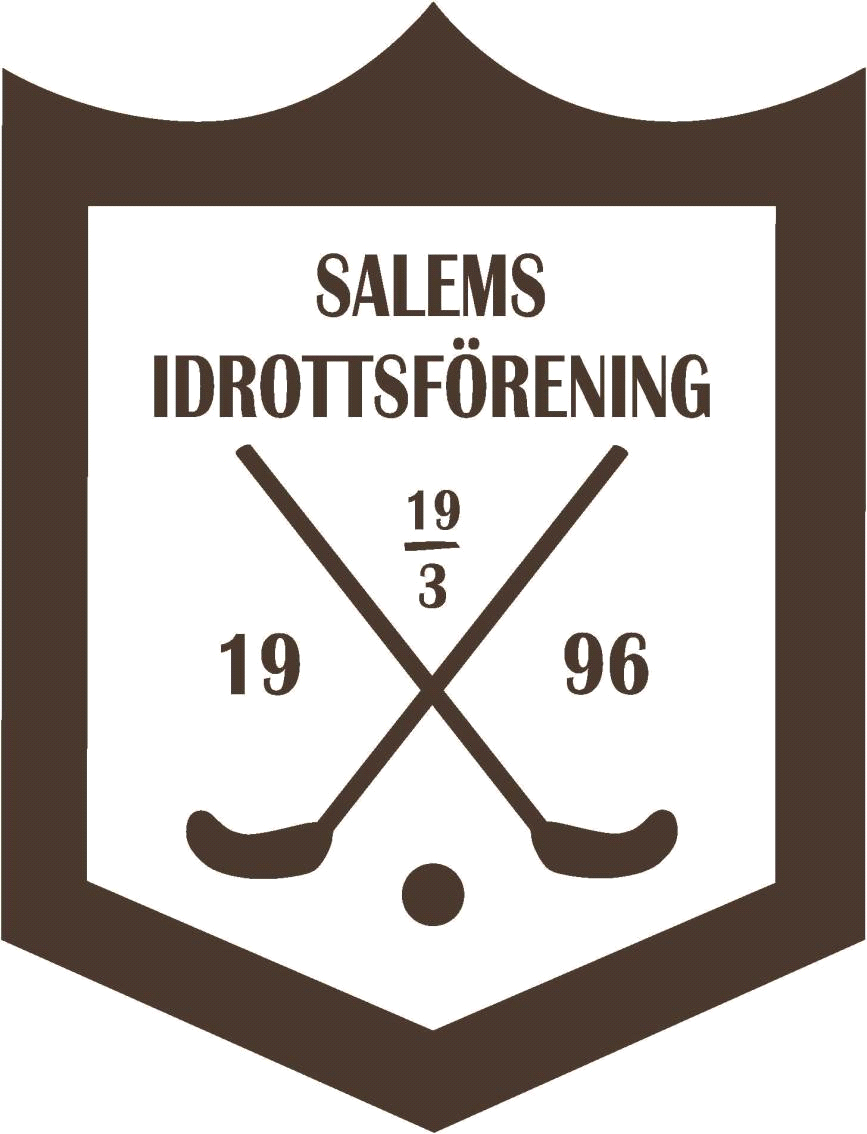 SALEMS
IDROTTSFÖRENING
19
3
19 96